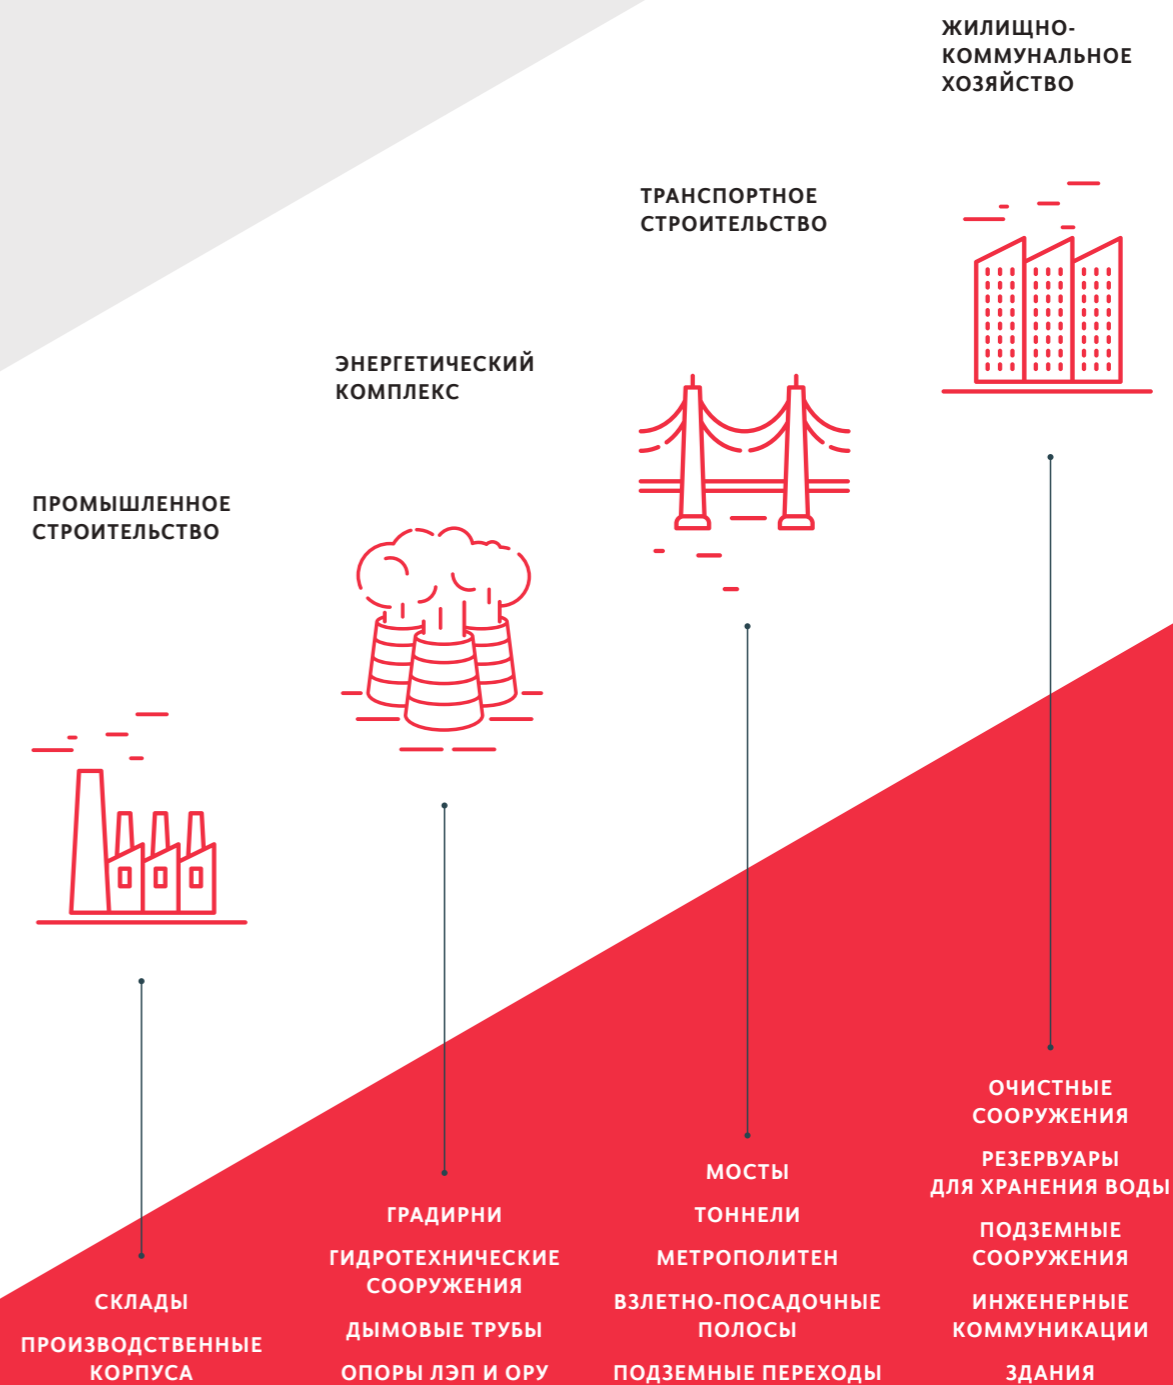 ПРОМЫШЛЕННОЕ
СТРОИТЕЛЬСТВО
СКЛАДЫ
ПРОИЗВОДСТВЕННЫЕ
КОРПУСА
ЭНЕРГЕТИЧЕСКИЙ
КОМПЛЕКС
ГРАДИРНИ
ГИДРОТЕХНИЧЕСКИЕ
СООРУЖЕНИЯ
ДЫМОВЫЕ ТРУБЫ
ОПОРЫ ЛЭП И ОРУ
ТРАНСПОРТНОЕ
СТРОИТЕЛЬСТВО
МОСТЫ
ТОННЕЛИ
МЕТРОПОЛИТЕН
ВЗЛЕТНО-ПОСАДОЧНЫЕ
ПОЛОСЫ
ПОДЗЕМНЫЕ ПЕРЕХОДЫ
ЖИЛИЩНО-
КОММУНАЛЬНОЕ
ХОЗЯЙСТВО
ОЧИСТНЫЕ
СООРУЖЕНИЯ
РЕЗЕРВУАРЫ
ДЛЯ ХРАНЕНИЯ ВОДЫ
ПОДЗЕМНЫЕ
СООРУЖЕНИЯ
ИНЖЕНЕРНЫЕ
КОММУНИКАЦИИ
ЗДАНИЯ